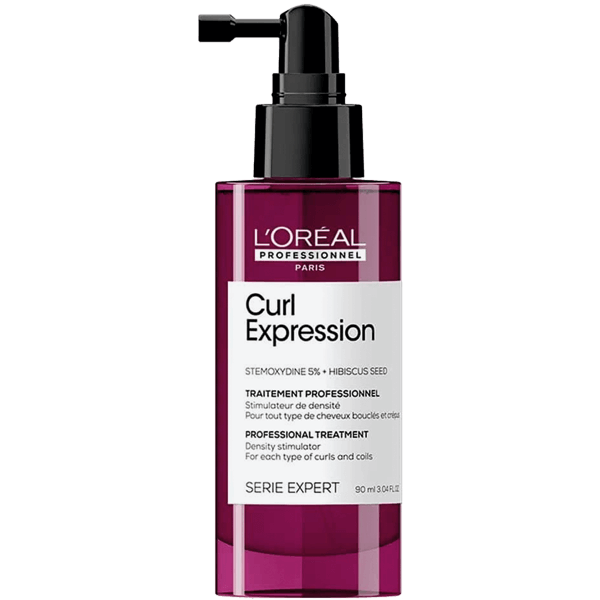 L'ORÉAL
PROFESSIONNEL
PARIS
Curl
Expression
STEMOXYDINE 5% + HIBISCUS SEED
TRAITEMENT PROFESSIONNEL
Stimulateur de densité
Pour tout type de cheveux bouclés et crépus
PROFESSIONAL TREATMENT
Density stimulator
For each type of curls and coils
SERIE EXPERT
90 ml 3.04 FL.OZ